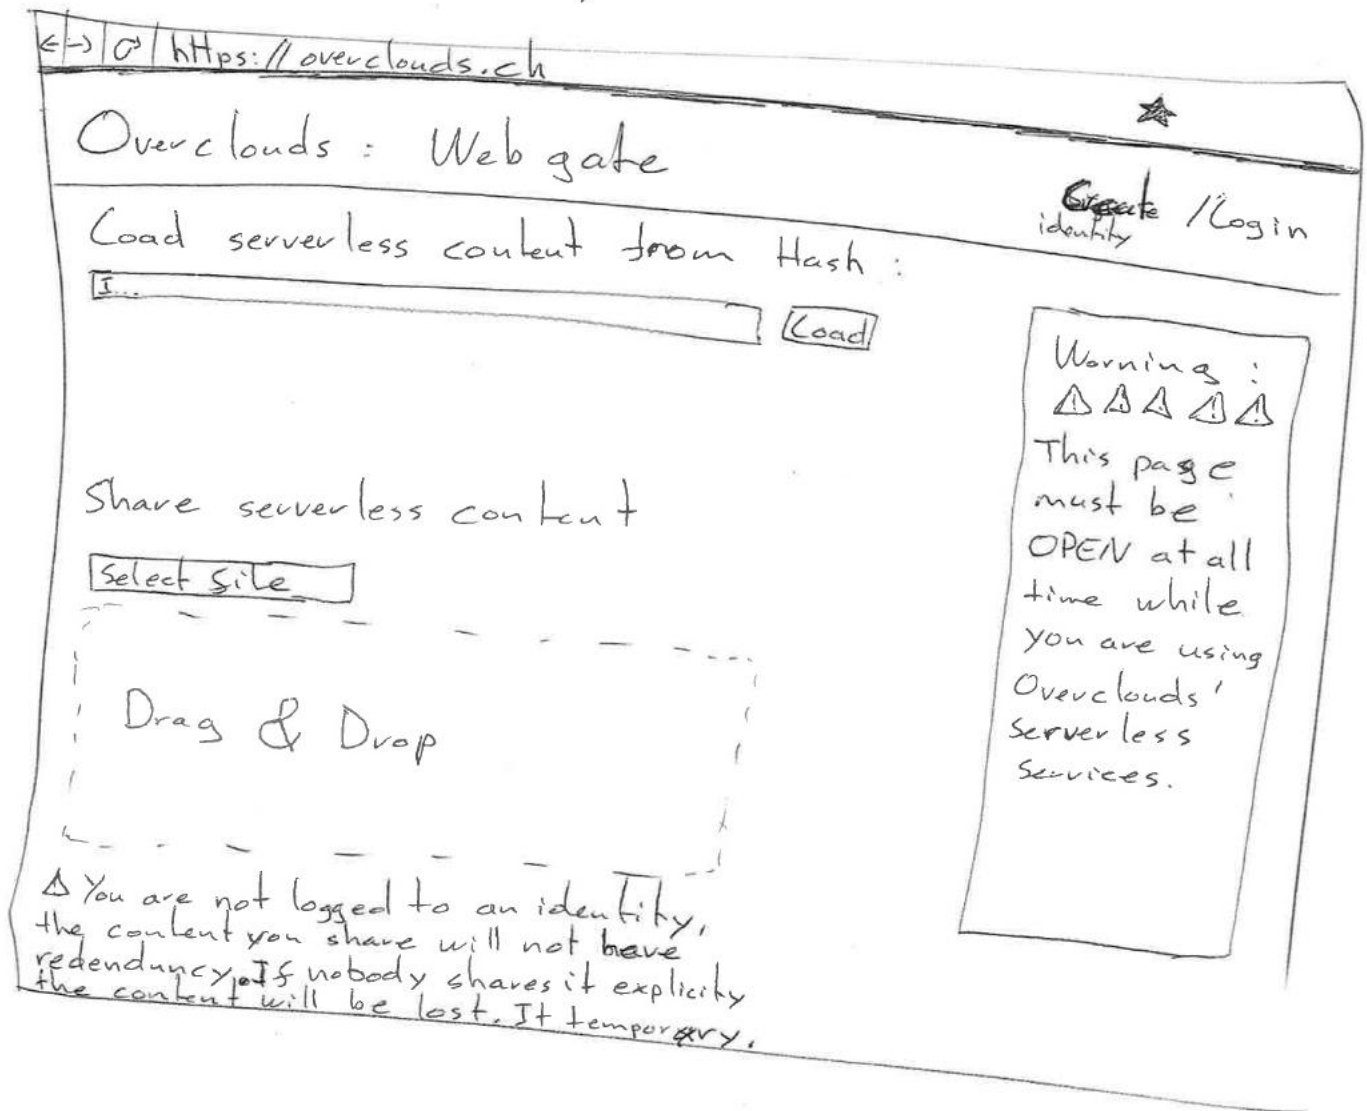 ← → ↻ https://overclouds.ch
Overclouds : Web gate
Create / Login
identity
Load serverless content from Hash :
I...
Load
Share serverless content
Select file
Drag & Drop
⚠ You are not logged to an identity,
the content you share will not have
redenduncy. If nobody shares it explicity
the content will be lost. It temporary.
Warning :
⚠ ⚠ ⚠ ⚠ ⚠
This page
must be
OPEN at all
time while
you are using
Overclouds'
serverless
services.